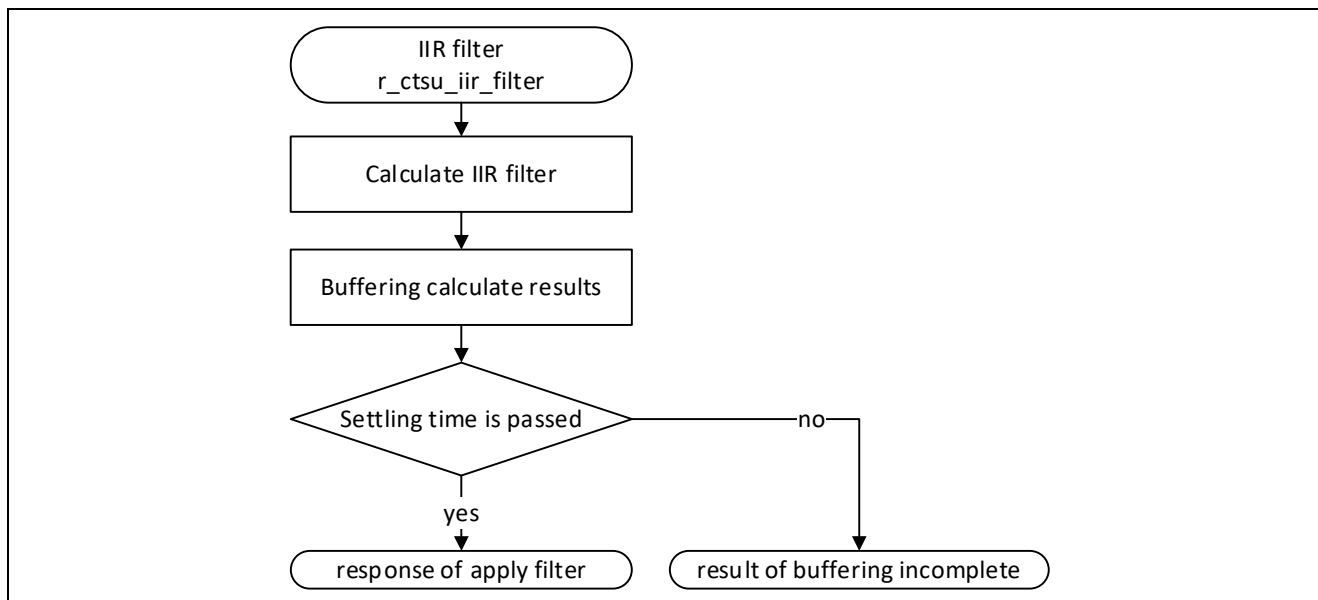 IIR filter
r_ctsu_iir_filter
Calculate IIR filter
Buffering calculate results
Settling time is passed
no
yes
response of apply filter
result of buffering incomplete